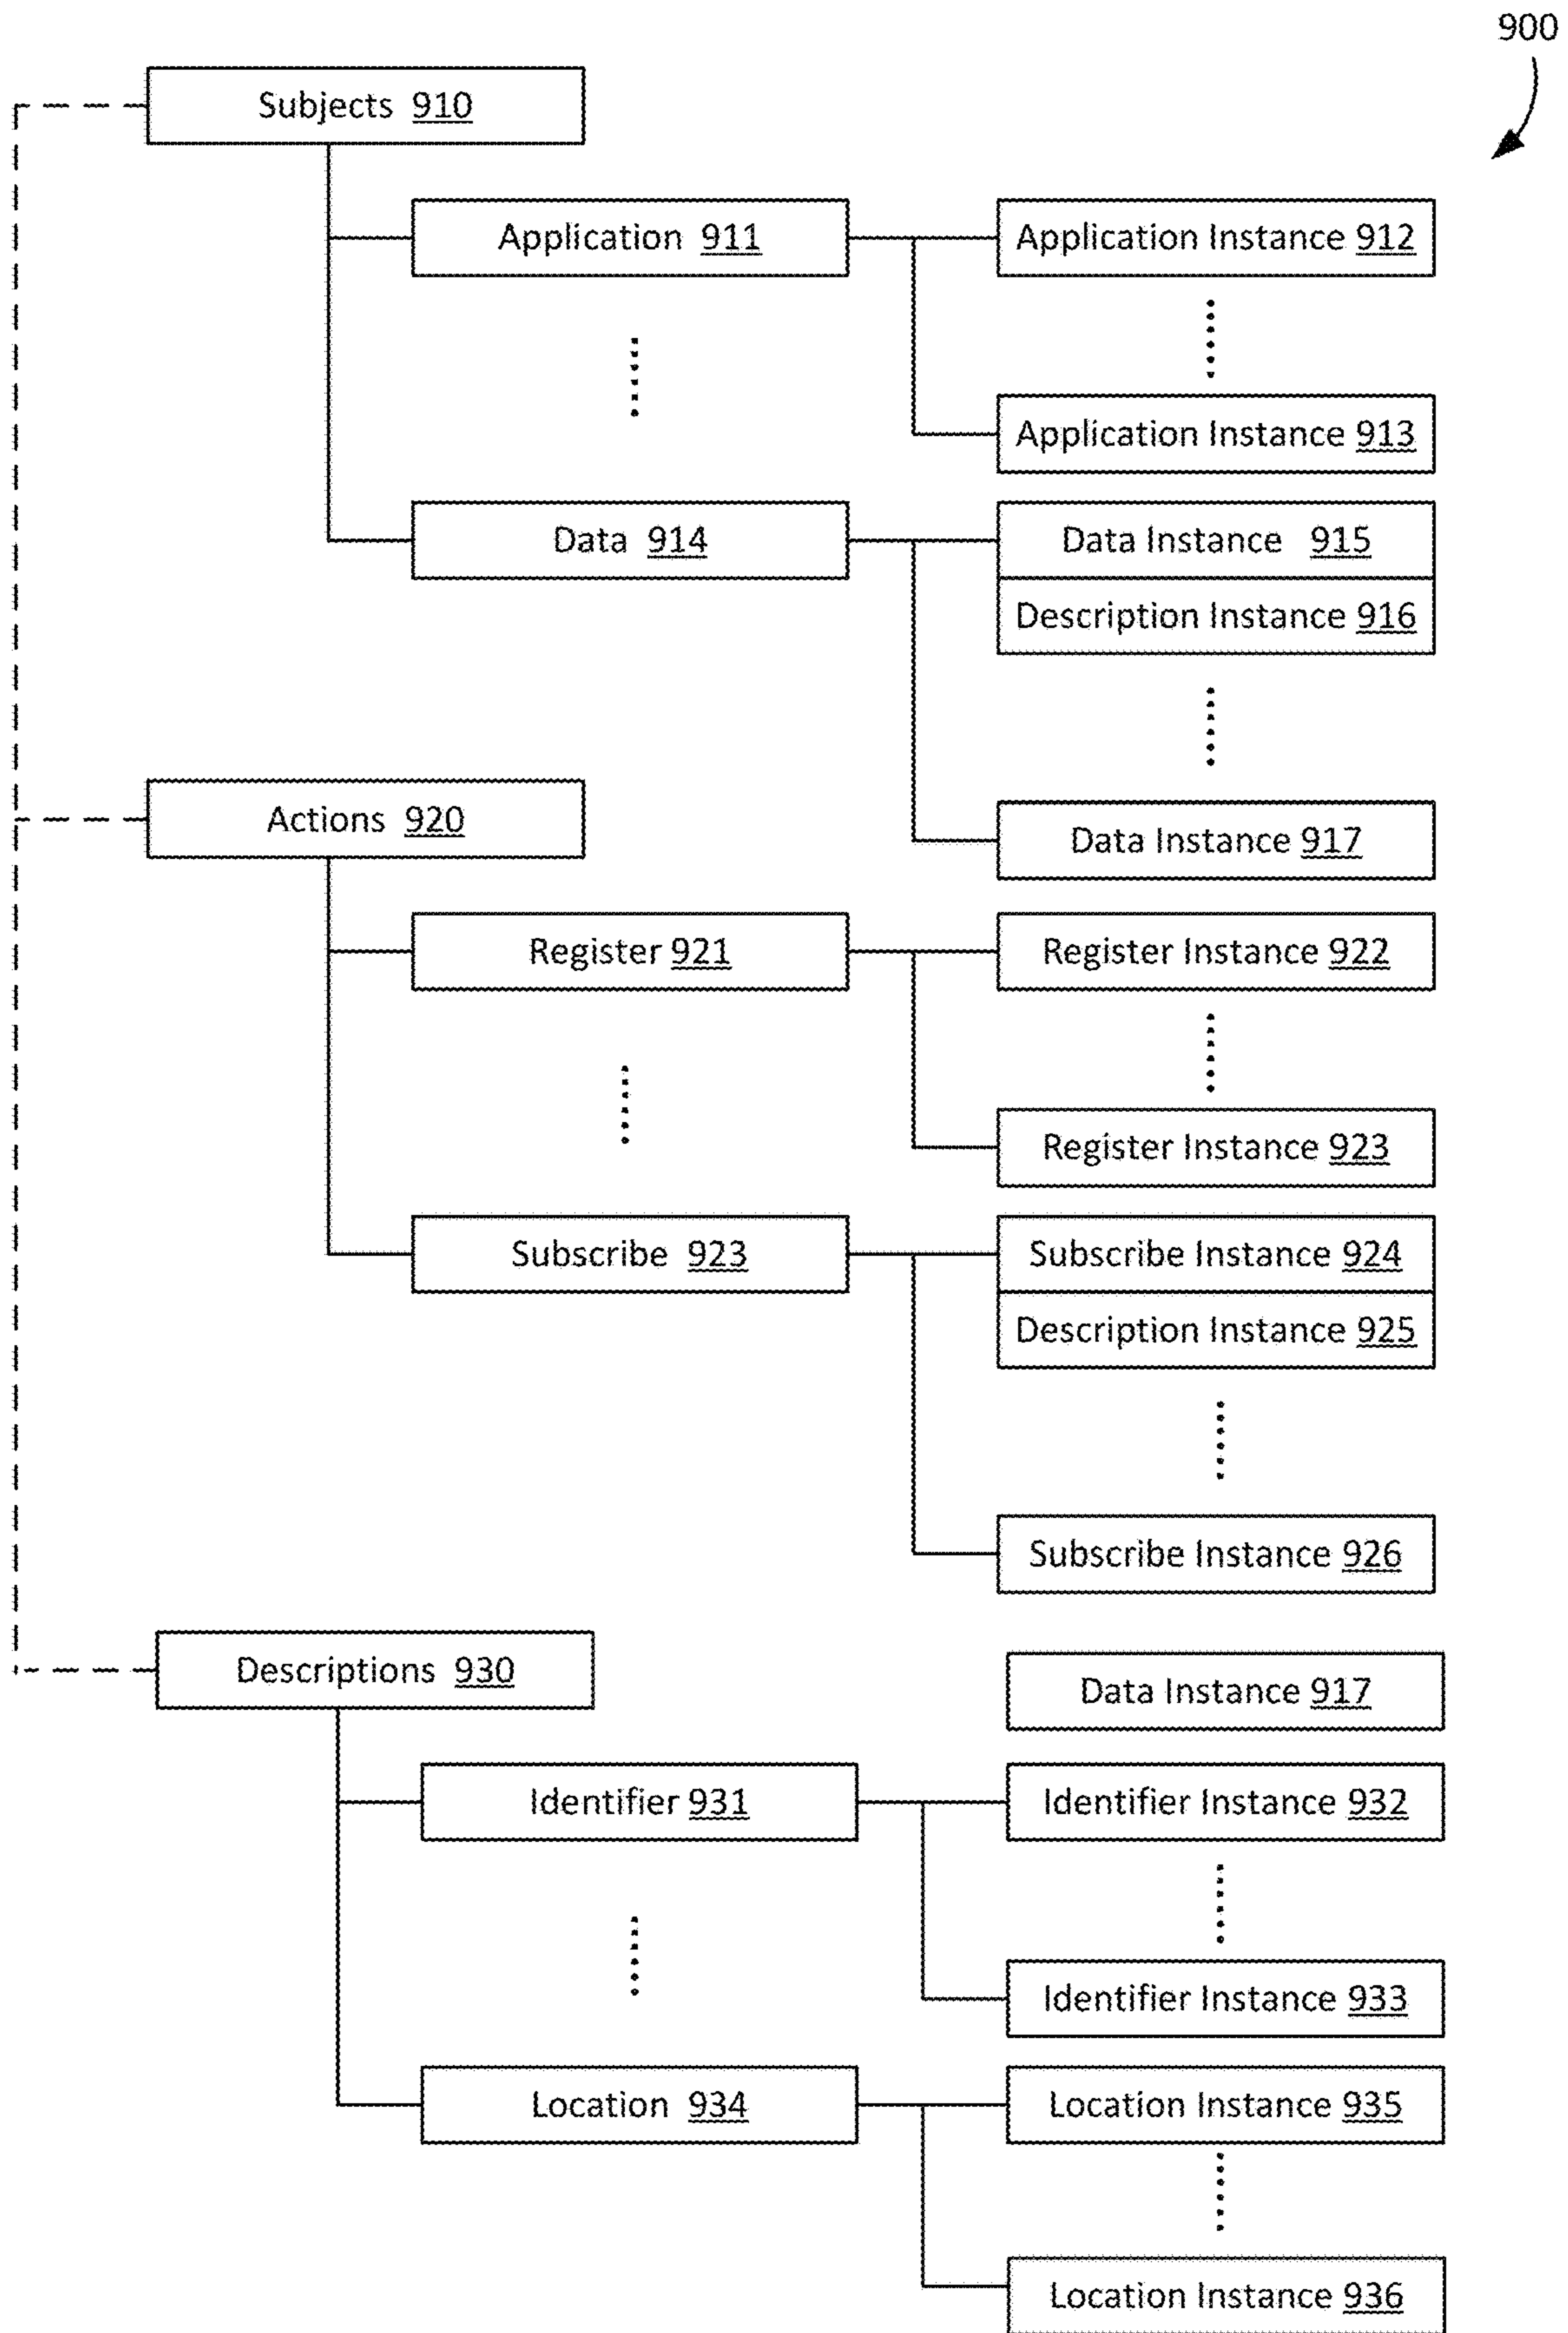 900
Subjects 910
Application 911
Application Instance 912
Application Instance 913
Data 914
Data Instance 915
Description Instance 916
Data Instance 917
Actions 920
Register 921
Register Instance 922
Register Instance 923
Subscribe 923
Subscribe Instance 924
Description Instance 925
Subscribe Instance 926
Descriptions 930
Data Instance 917
Identifier 931
Identifier Instance 932
Identifier Instance 933
Location 934
Location Instance 935
Location Instance 936